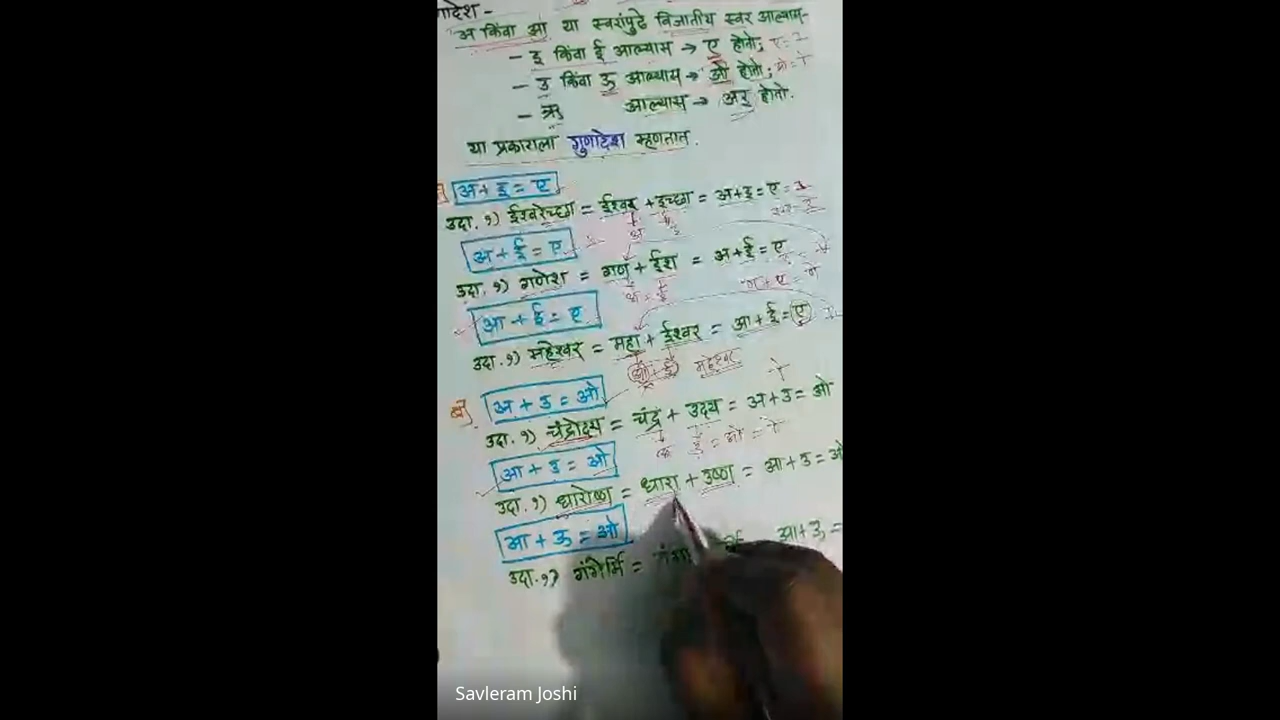 अ किंवा आ या स्वरांपुढे विजातीय स्वर आल्यास-
- इ किंवा ई आल्यास → ए होतो;
- उ किंवा ऊ आल्यास → ओ होतो;
- ऋ आल्यास → अर् होतो.
या प्रकाराला गुणादेश म्हणतात.
अ + इ = ए
उदा. १) ईश्वरेच्छा = ईश्वर + इच्छा = अ+इ = ए
अ + ई = ए
उदा. १) गणेश = गण + ईश = अ+ई = ए
आ + ई = ए
उदा. १) महेश्वर = महा + ईश्वर = आ+ई = ए
महेश्वर
ब] अ + उ = ओ
उदा. १) चंद्रोदय = चंद्र + उदय = अ+उ = ओ
आ + उ = ओ
उदा. १) धारोष्ण = धारा + उष्ण = आ+उ = ओ
आ + ऊ = ओ
उदा. १) गंगोर्मि = आ+ऊ =
Savleram Joshi